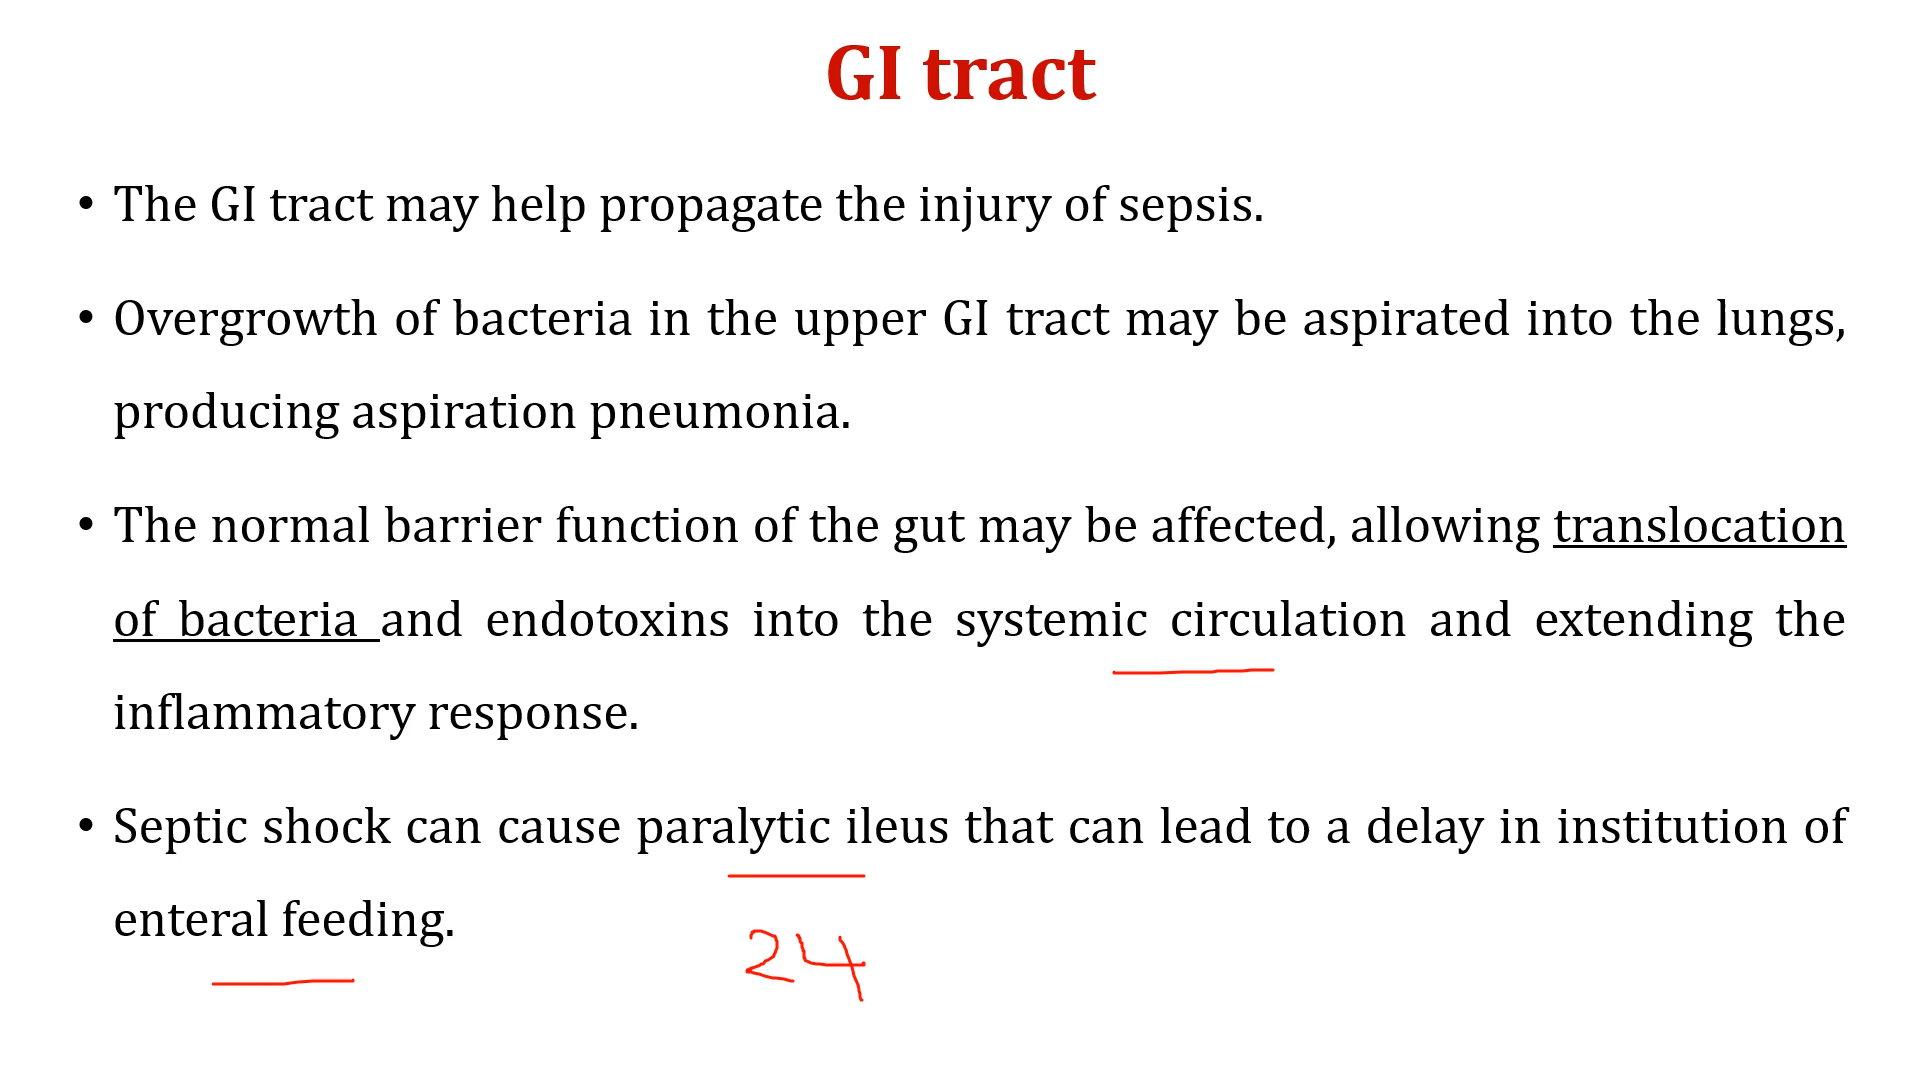 GI tract
• The GI tract may help propagate the injury of sepsis.
• Overgrowth of bacteria in the upper GI tract may be aspirated into the lungs,
producing aspiration pneumonia.
• The normal barrier function of the gut may be affected, allowing translocation
of bacteria and endotoxins into the systemic circulation and extending the
inflammatory response.
• Septic shock can cause paralytic ileus that can lead to a delay in institution of
enteral feeding.
24